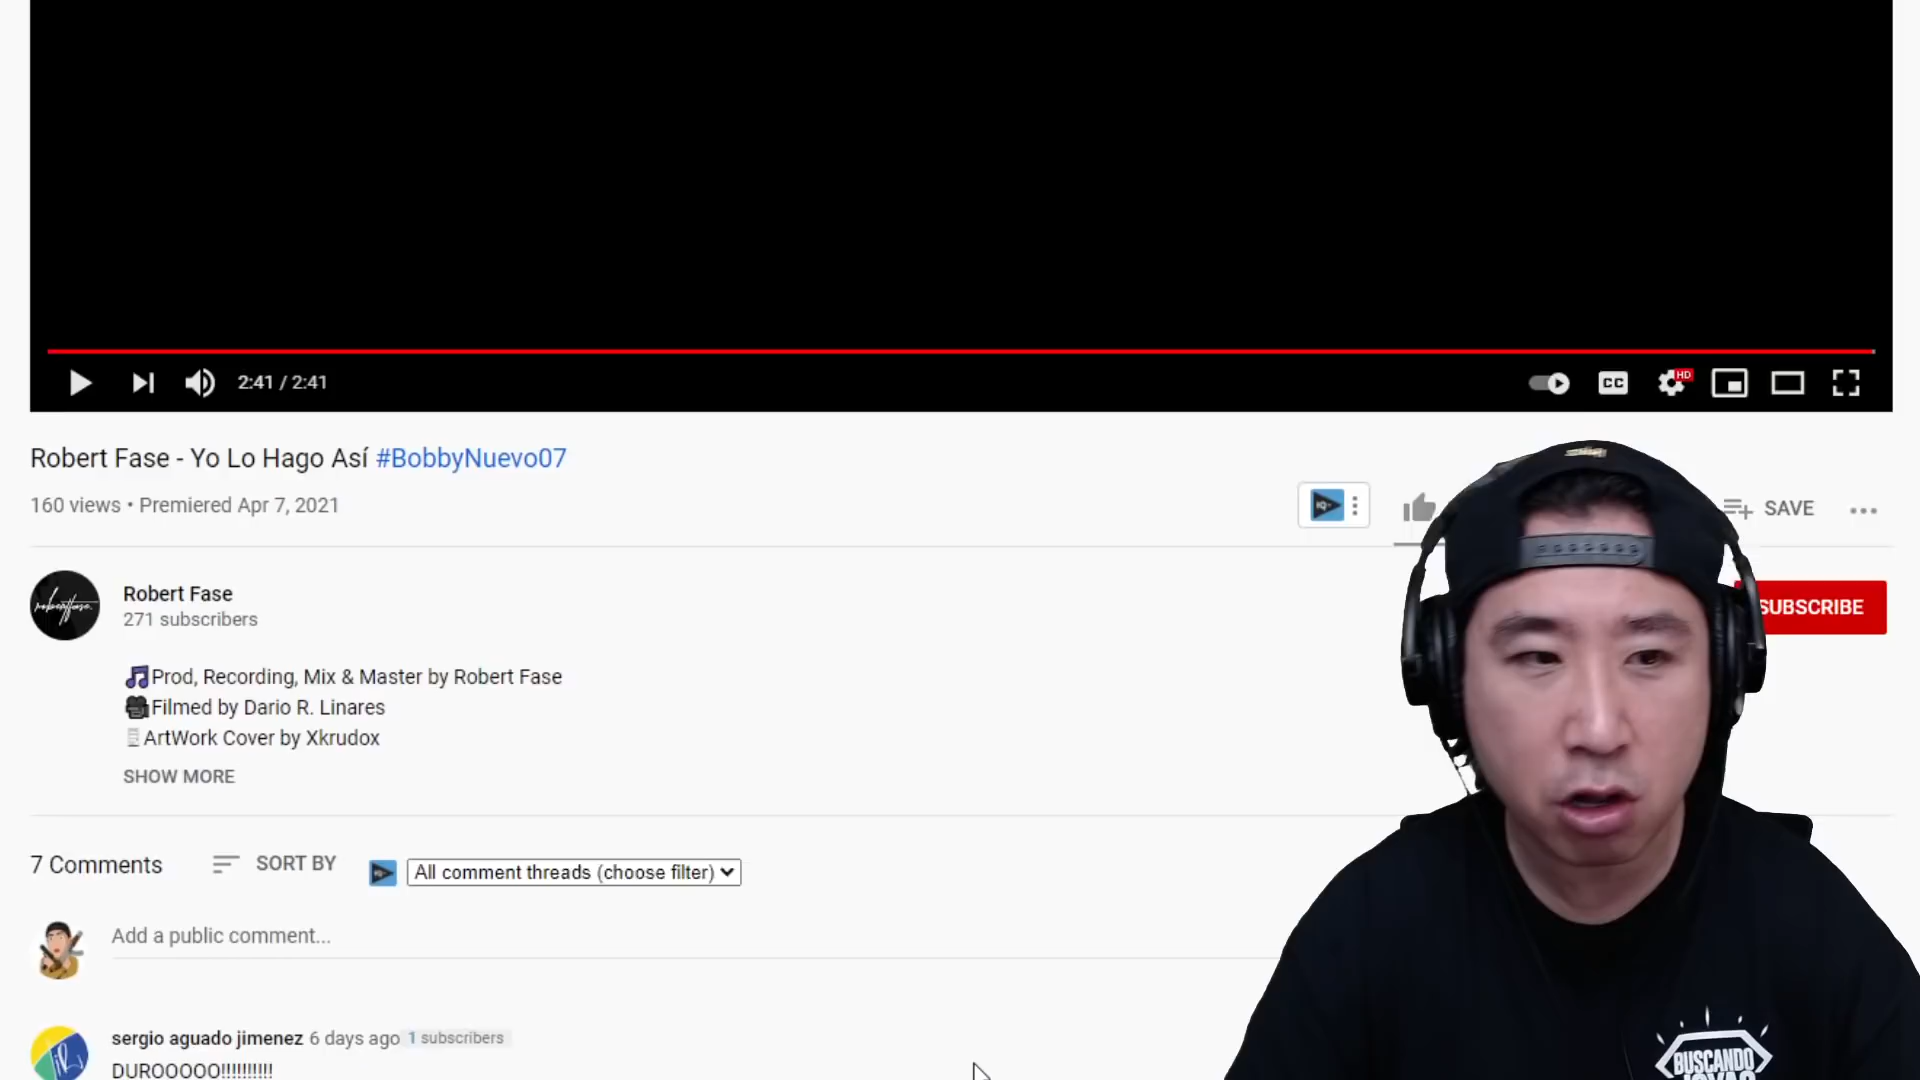 2:41 / 2:41
CC
HD
Robert Fase - Yo Lo Hago Así #BobbyNuevo07
160 views • Premiered Apr 7, 2021
IQ
SAVE
Robert Fase
271 subscribers
SUBSCRIBE
🎵Prod, Recording, Mix & Master by Robert Fase
🎥Filmed by Dario R. Linares
🧾ArtWork Cover by Xkrudox
SHOW MORE
7 Comments
SORT BY
All comment threads (choose filter)
Add a public comment...
sergio aguado jimenez 6 days ago 1 subscribers
DUROOOOO!!!!!!!!!!
BUSCANDO
JOYAS